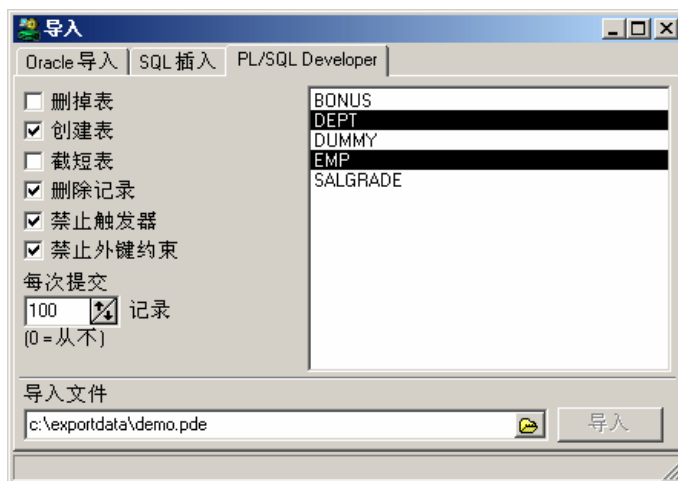 导入
Oracle 导入 SQL 插入 PL/SQL Developer
删掉表
创建表
截短表
删除记录
禁止触发器
禁止外键约束
每次提交
100 记录
(0 = 从不)
BONUS
DEPT
DUMMY
EMP
SALGRADE
导入文件
c:\exportdata\demo.pde 导入